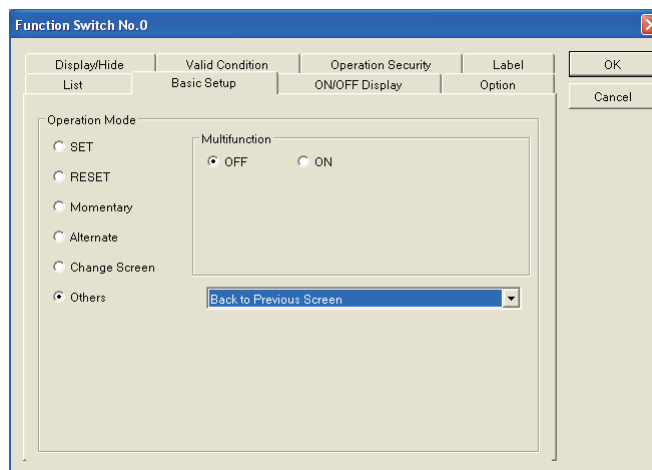 Function Switch No.0
Display/Hide Valid Condition Operation Security Label
List Basic Setup ON/OFF Display Option
OK
Cancel
Operation Mode
SET
RESET
Momentary
Alternate
Change Screen
Others
Multifunction
OFF ON
Back to Previous Screen